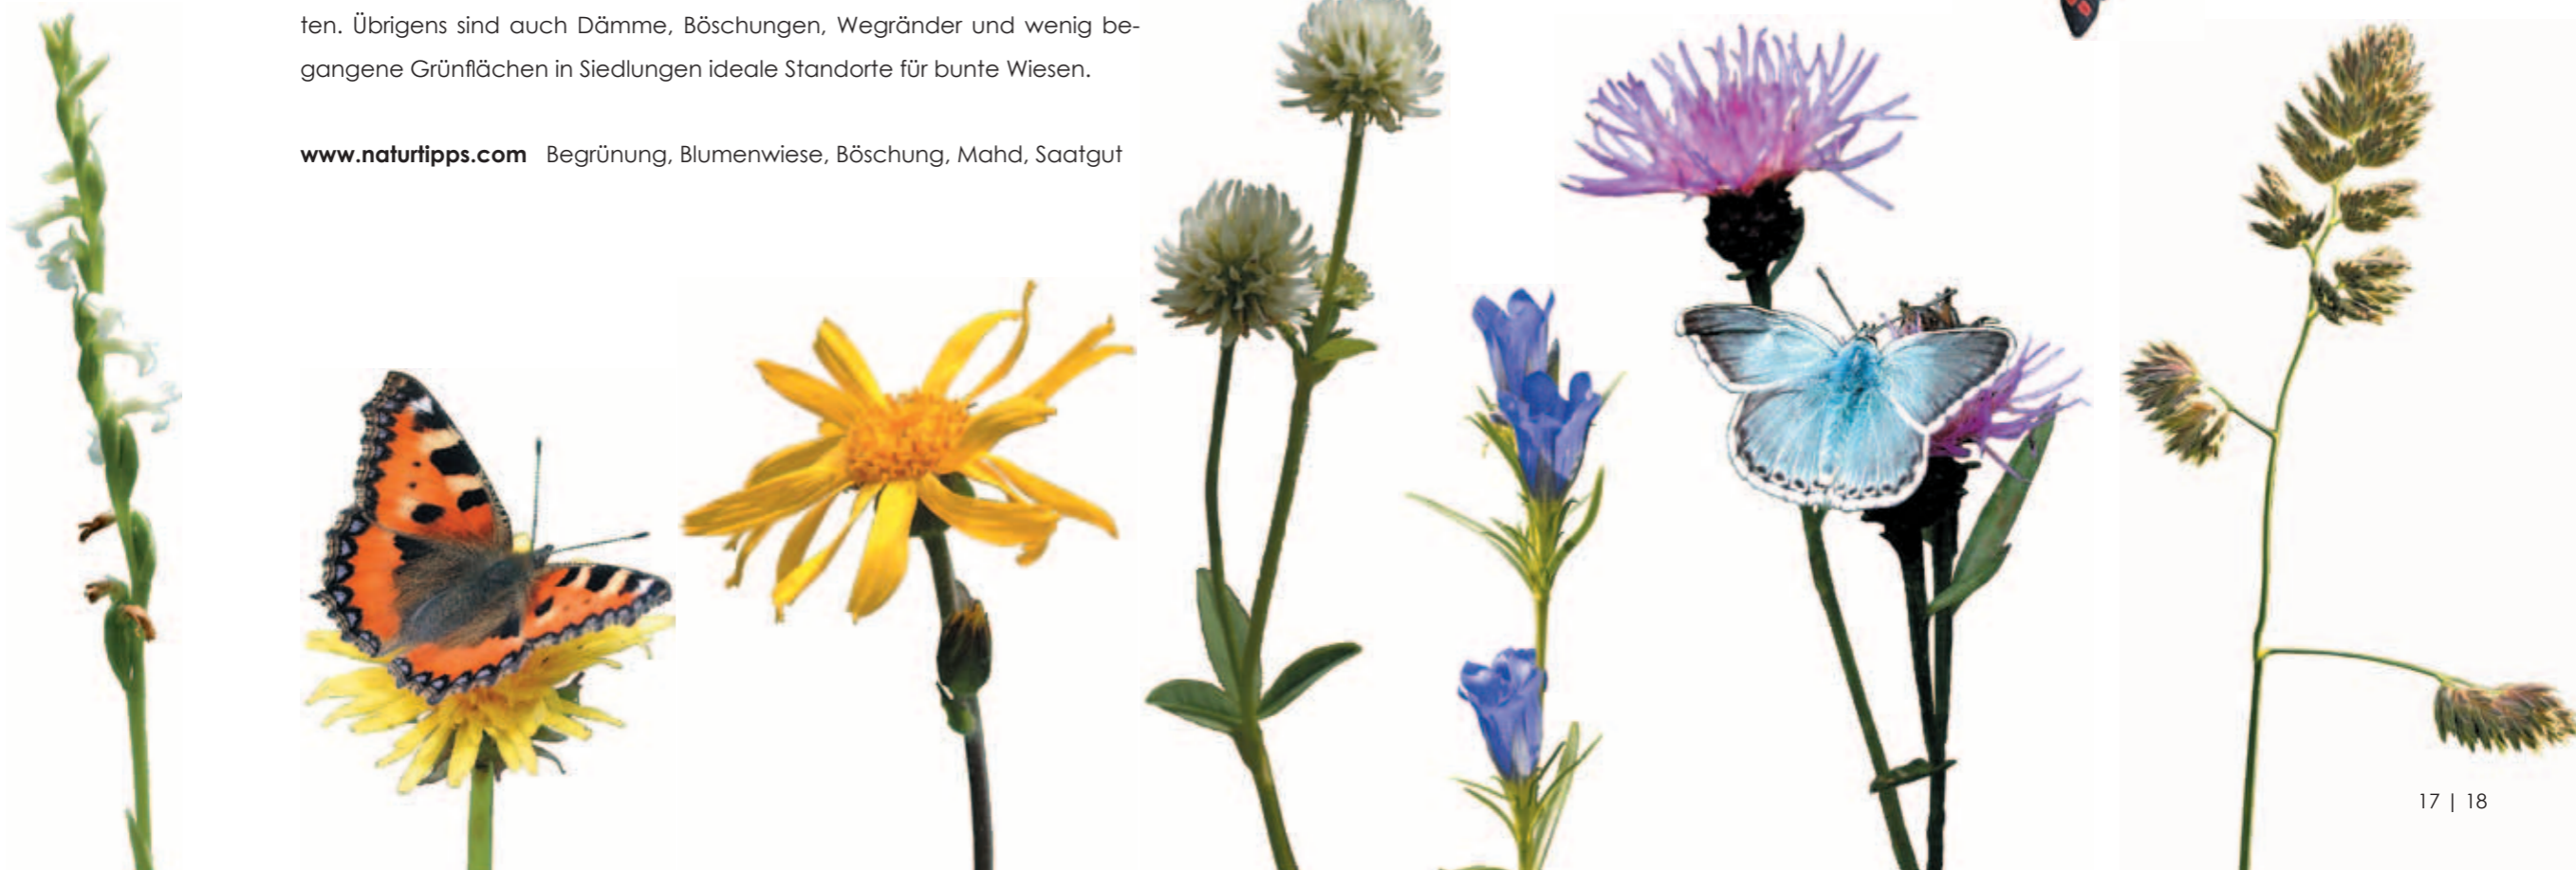 ten. Übrigens sind auch Dämme, Böschungen, Wegränder und wenig be-
gangene Grünflächen in Siedlungen ideale Standorte für bunte Wiesen.
www.naturtipps.com Begrünung, Blumenwiese, Böschung, Mahd, Saatgut
17 | 18